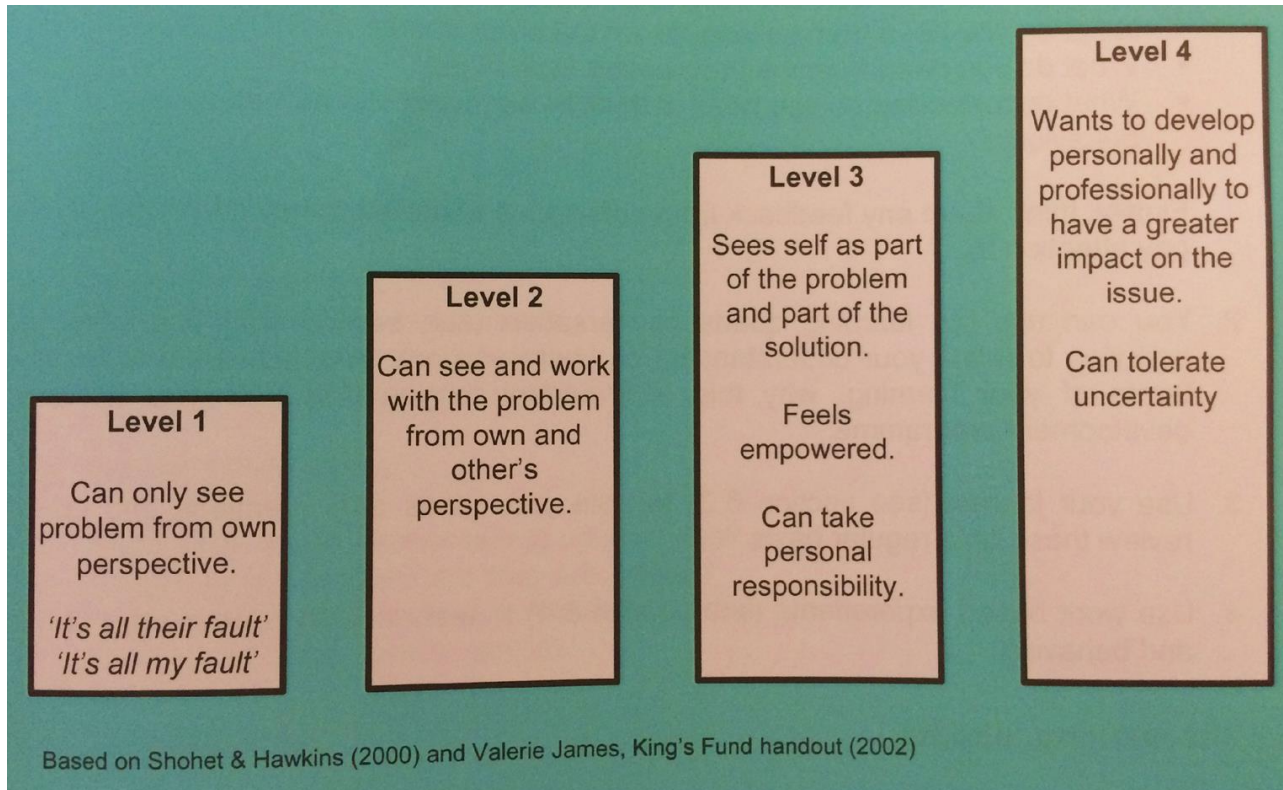 Level 1
Can only see
problem from own
perspective.
‘It's all their fault’
‘It's all my fault’
Level 2
Can see and work
with the problem
from own and
other's
perspective.
Level 3
Sees self as part
of the problem
and part of the
solution.
Feels
empowered.
Can take
personal
responsibility.
Level 4
Wants to develop
personally and
professionally to
have a greater
impact on the
issue.
Can tolerate
uncertainty
Based on Shohet & Hawkins (2000) and Valerie James, King's Fund handout (2002)